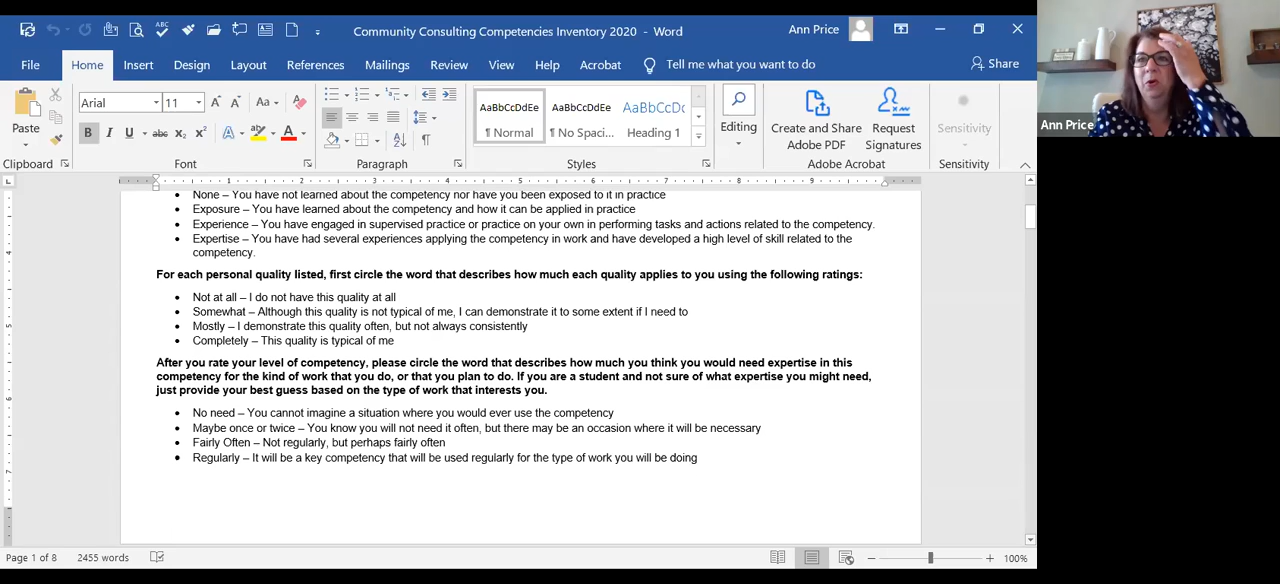 Community Consulting Competencies Inventory 2020 - Word
Ann Price
File Home Insert Design Layout References Mailings Review View Help Acrobat Tell me what you want to do Share
Arial 11 Aa
AaBbCcDdEe AaBbCcDdEe AaBbCcDc
¶ Normal ¶ No Spaci... Heading 1
Paste
B I U abc X₂ X² A A
Editing
Create and Share Adobe PDF
Request Signatures
Sensitivity
Clipboard Font Paragraph Styles Adobe Acrobat Sensitivity
1 2 3 4 5 6 7 8 9
Ann Price
• None – You have not learned about the competency nor have you been exposed to it in practice
• Exposure – You have learned about the competency and how it can be applied in practice
• Experience – You have engaged in supervised practice or practice on your own in performing tasks and actions related to the competency.
• Expertise – You have had several experiences applying the competency in work and have developed a high level of skill related to the
competency.
For each personal quality listed, first circle the word that describes how much each quality applies to you using the following ratings:
• Not at all – I do not have this quality at all
• Somewhat – Although this quality is not typical of me, I can demonstrate it to some extent if I need to
• Mostly – I demonstrate this quality often, but not always consistently
• Completely – This quality is typical of me
After you rate your level of competency, please circle the word that describes how much you think you would need expertise in this
competency for the kind of work that you do, or that you plan to do. If you are a student and not sure of what expertise you might need,
just provide your best guess based on the type of work that interests you.
• No need – You cannot imagine a situation where you would ever use the competency
• Maybe once or twice – You know you will not need it often, but there may be an occasion where it will be necessary
• Fairly Often – Not regularly, but perhaps fairly often
• Regularly – It will be a key competency that will be used regularly for the type of work you will be doing
Page 1 of 8 2455 words 100%